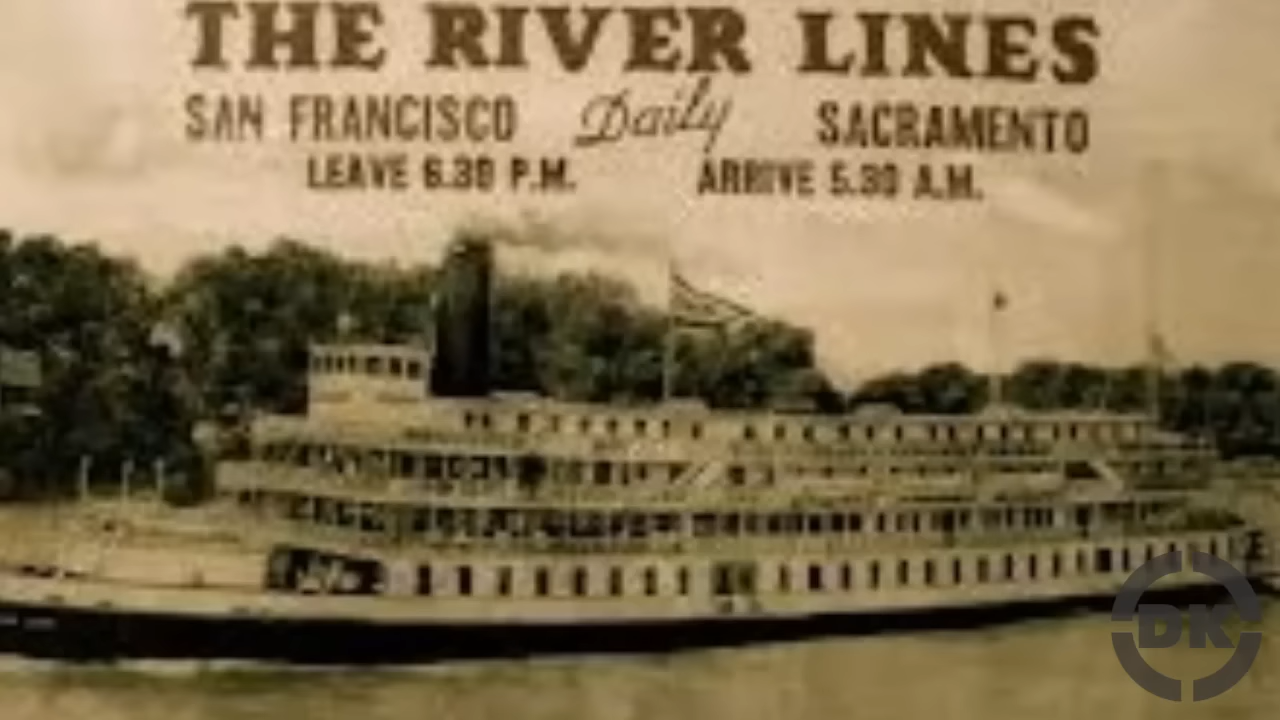 THE RIVER LINES
SAN FRANCISCO Daily SACRAMENTO
LEAVE 6.30 P.M. ARRIVE 5.30 A.M.
DK